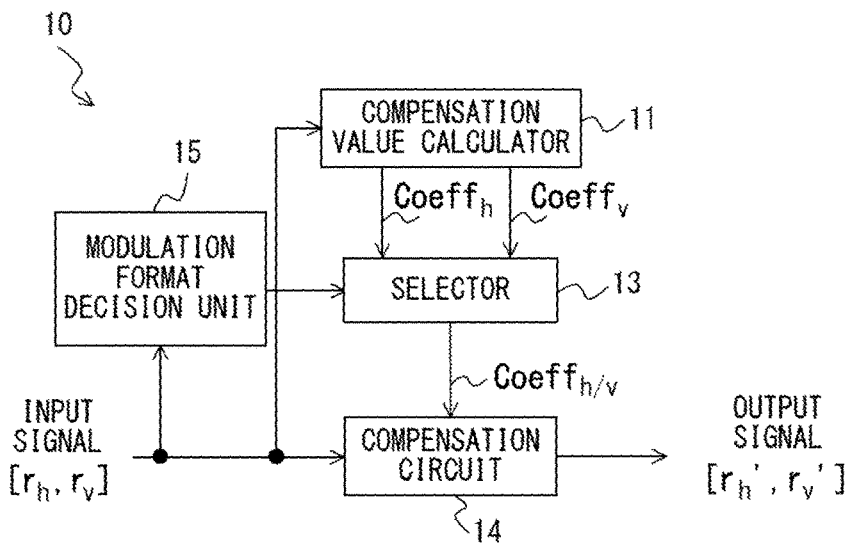 10
COMPENSATION
VALUE CALCULATOR
11
15
Coeffh
Coeffv
MODULATION
FORMAT
DECISION UNIT
SELECTOR
13
Coeffh/v
INPUT
SIGNAL
[rh, rv]
COMPENSATION
CIRCUIT
14
OUTPUT
SIGNAL
[rh', rv']